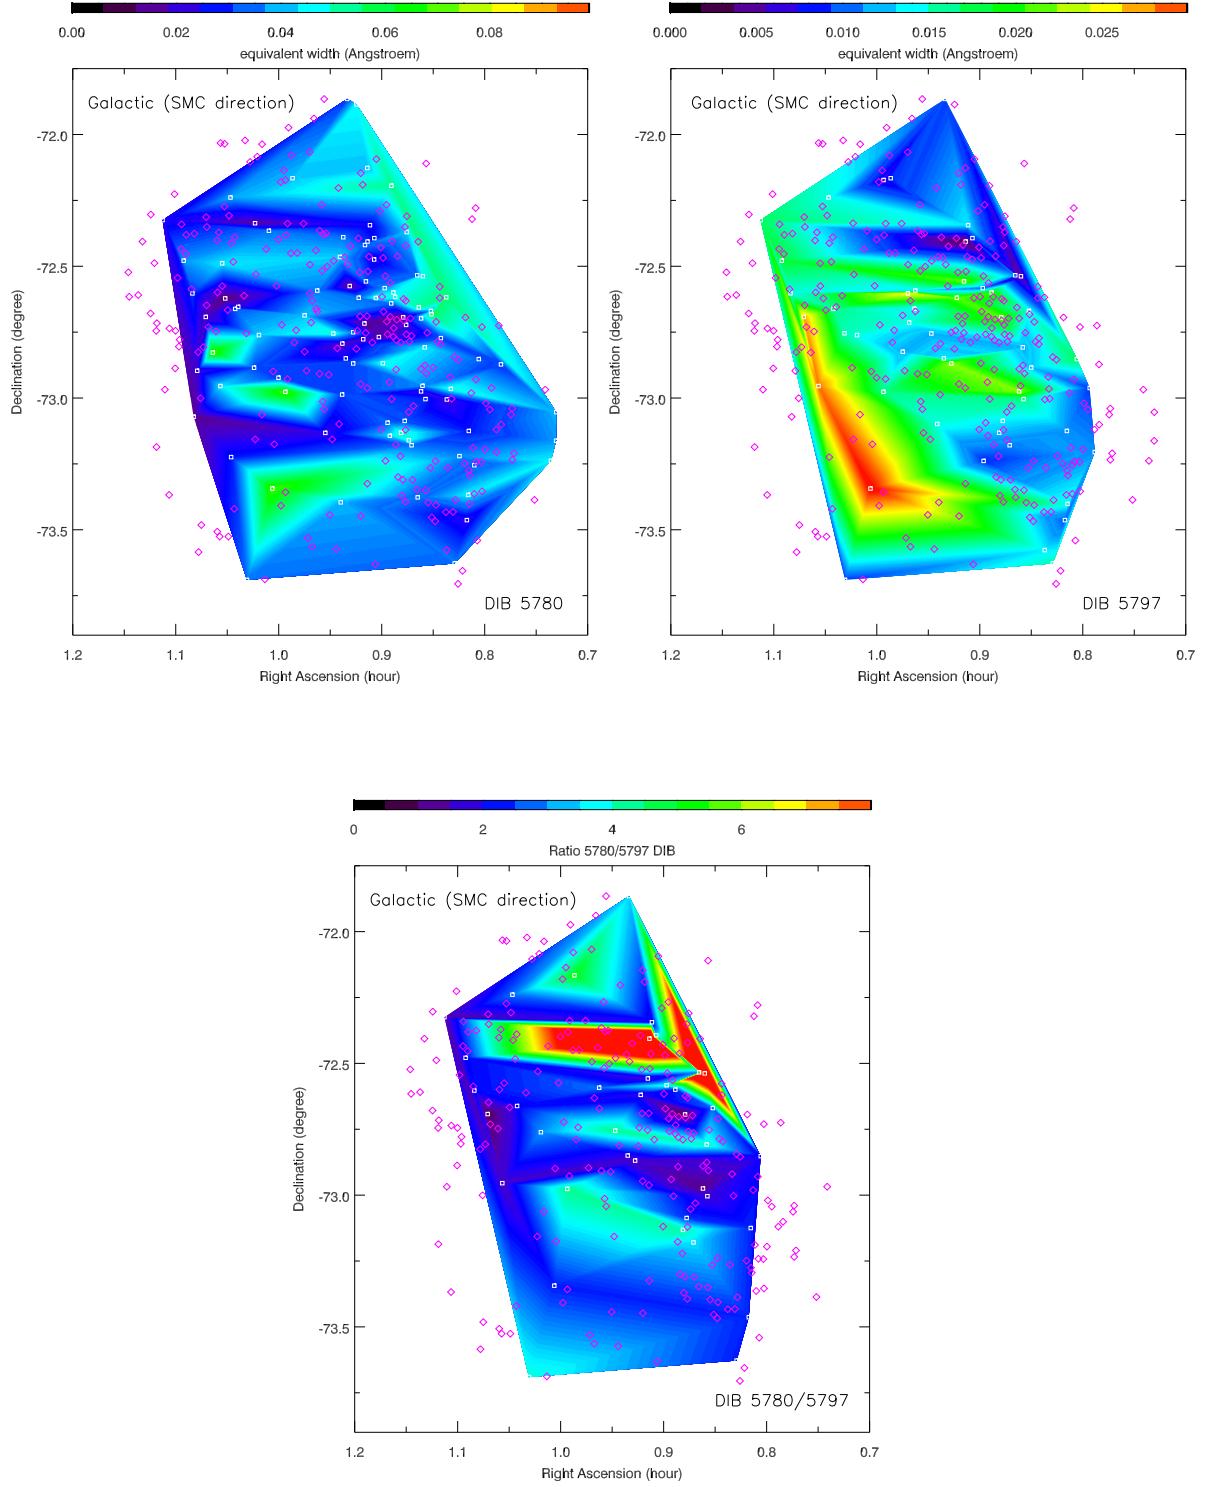 0.00 0.02 0.04 0.06 0.08
equivalent width (Angstroem)
Galactic (SMC direction)
-72.0
-72.5
-73.0
-73.5
Declination (degree)
DIB 5780
1.2 1.1 1.0 0.9 0.8 0.7
Right Ascension (hour)
0.000 0.005 0.010 0.015 0.020 0.025
equivalent width (Angstroem)
Galactic (SMC direction)
-72.0
-72.5
-73.0
-73.5
Declination (degree)
DIB 5797
1.2 1.1 1.0 0.9 0.8 0.7
Right Ascension (hour)
0 2 4 6
Ratio 5780/5797 DIB
Galactic (SMC direction)
-72.0
-72.5
-73.0
-73.5
Declination (degree)
DIB 5780/5797
1.2 1.1 1.0 0.9 0.8 0.7
Right Ascension (hour)